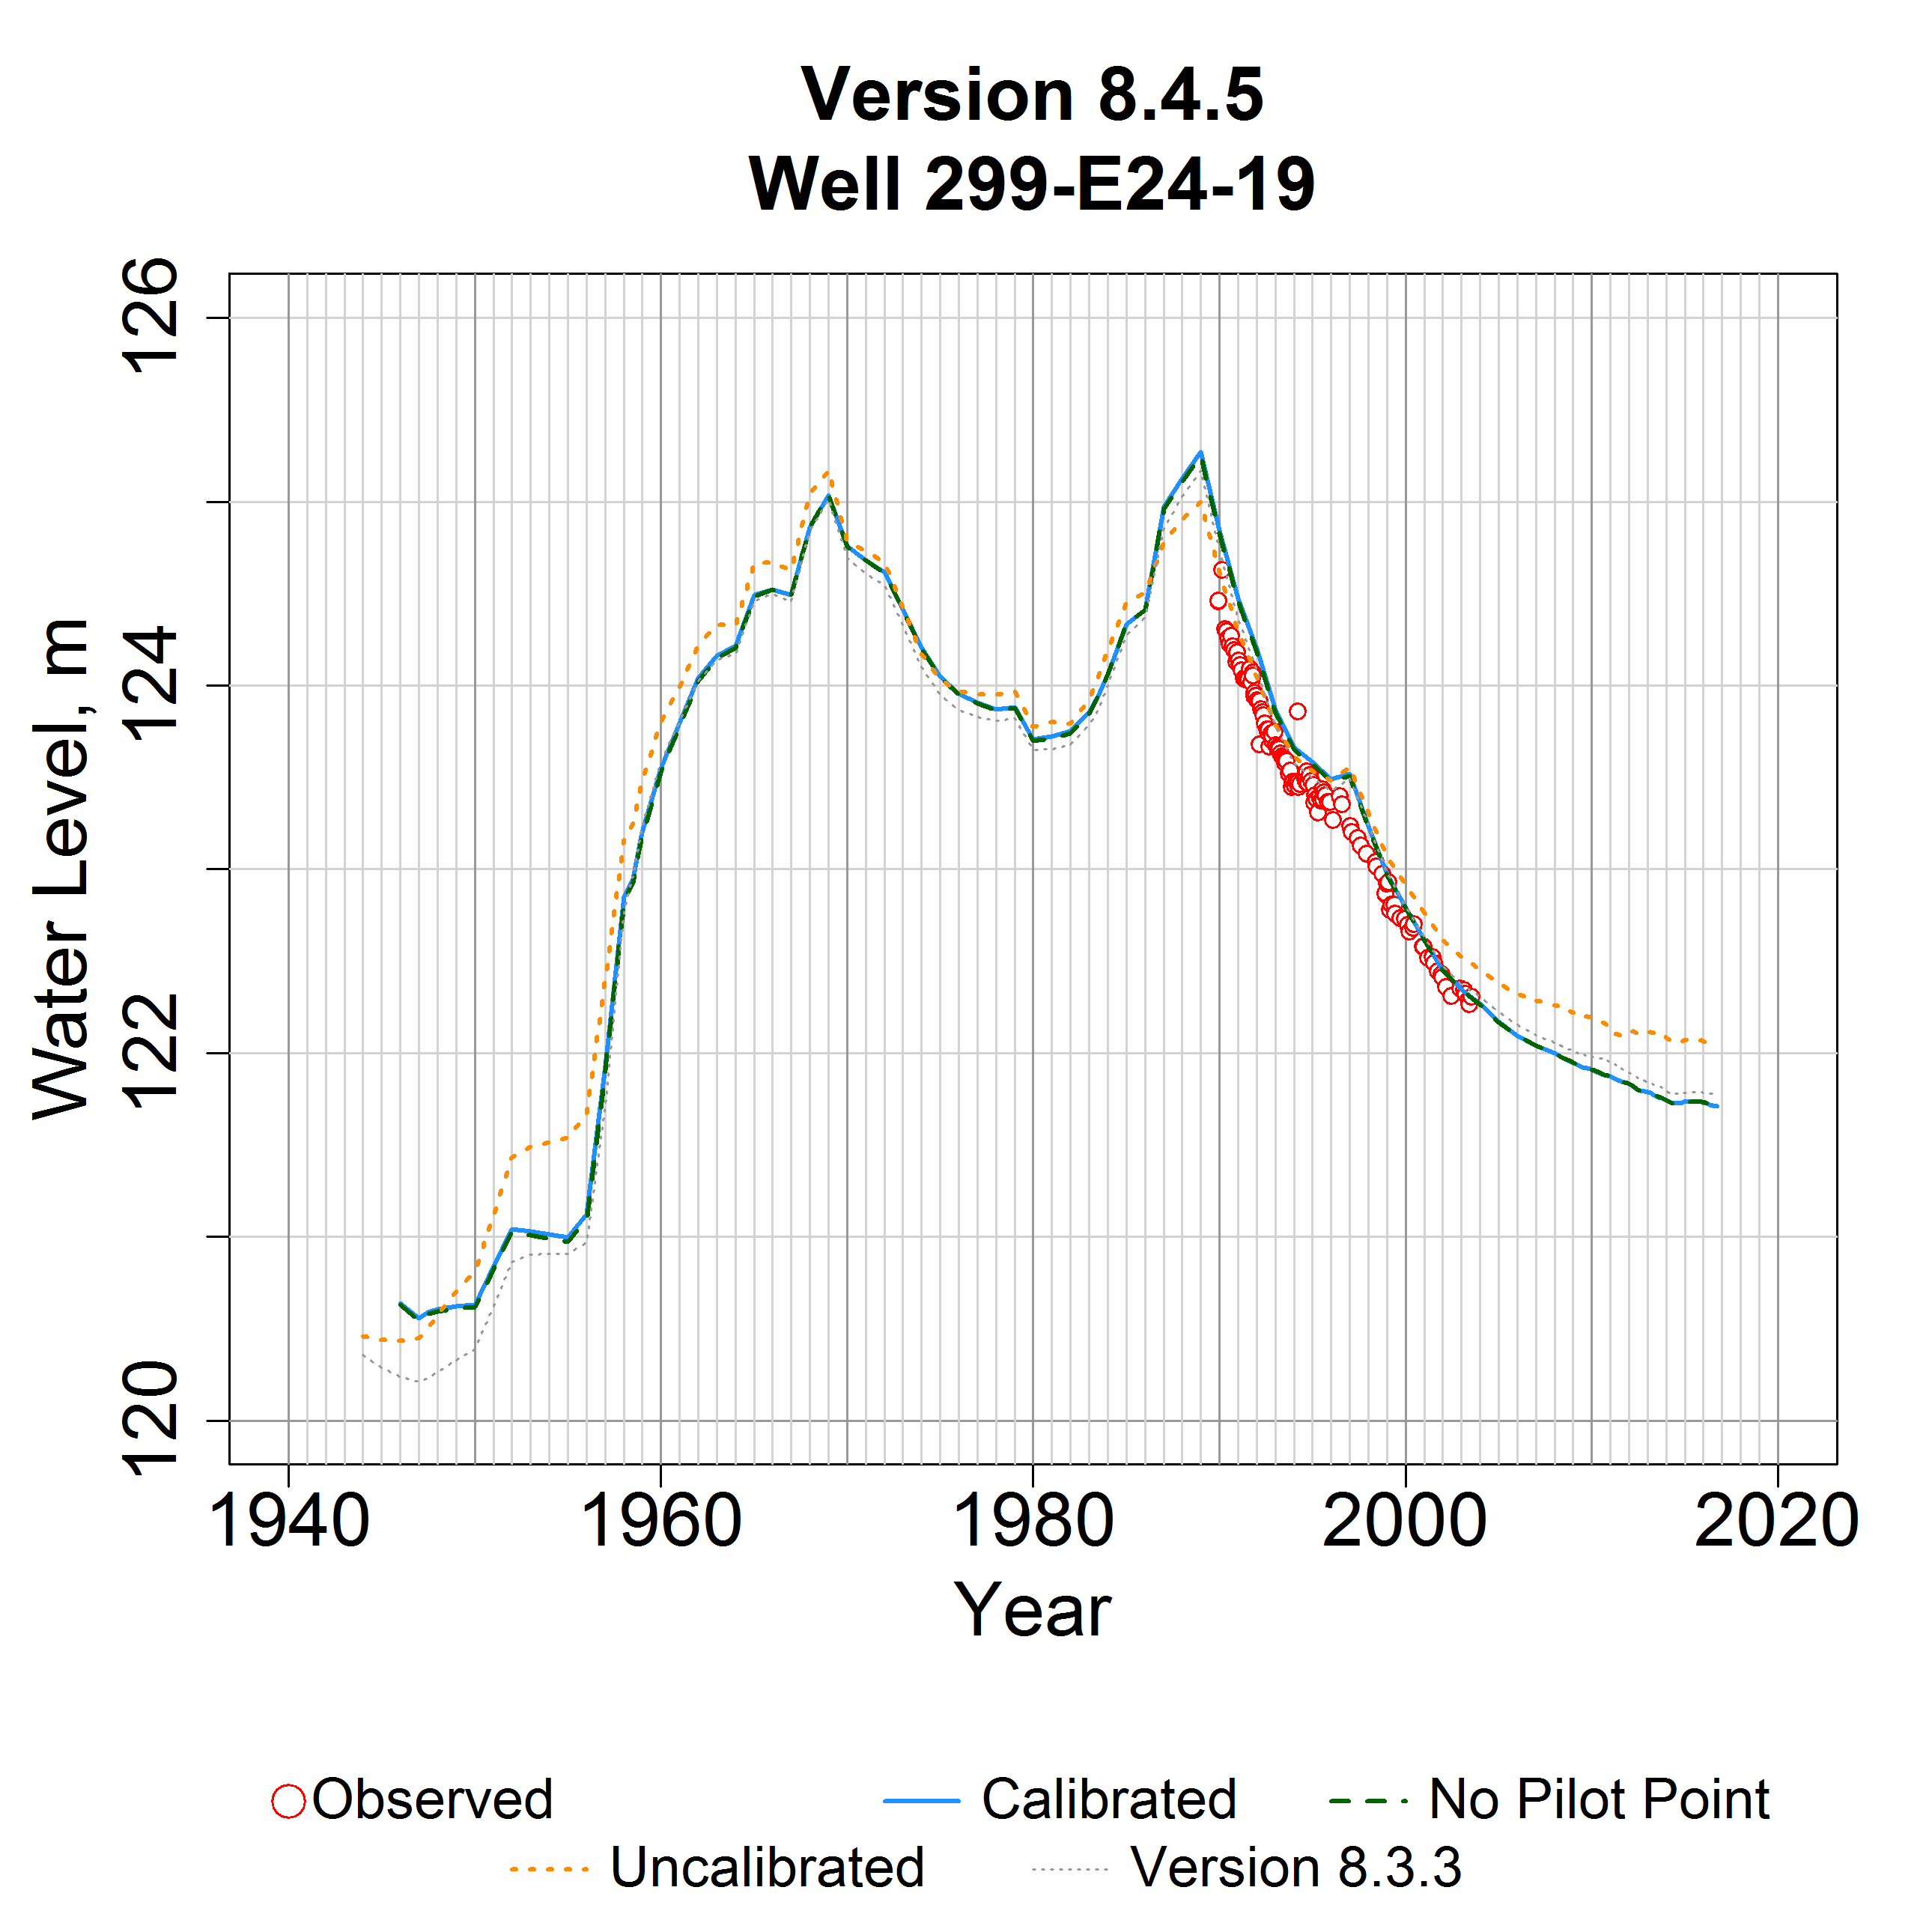 Version 8.4.5
Well 299-E24-19
Water Level, m
126
124
122
120
1940 1960 1980 2000 2020
Year
Observed Calibrated No Pilot Point
Uncalibrated Version 8.3.3